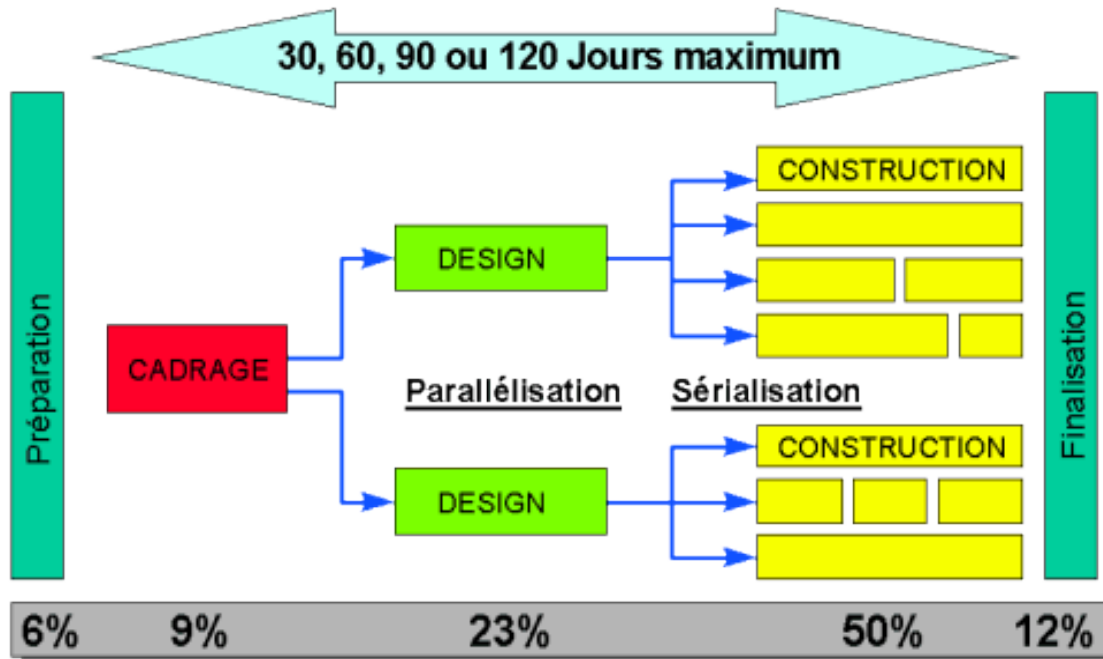 30, 60, 90 ou 120 Jours maximum
Préparation
CADRAGE
DESIGN
DESIGN
Parallélisation
Sérialisation
CONSTRUCTION
CONSTRUCTION
Finalisation
6% 9% 23% 50% 12%